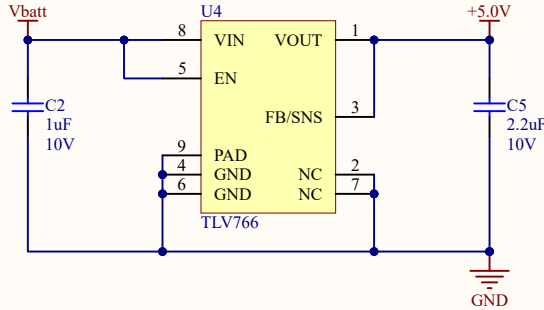 Vbatt
U4
+5.0V
8
VIN
VOUT
1
5
EN
C2
1uF
10V
FB/SNS
3
C5
2.2uF
10V
9
PAD
4
GND
NC
2
6
GND
NC
7
TLV766
GND